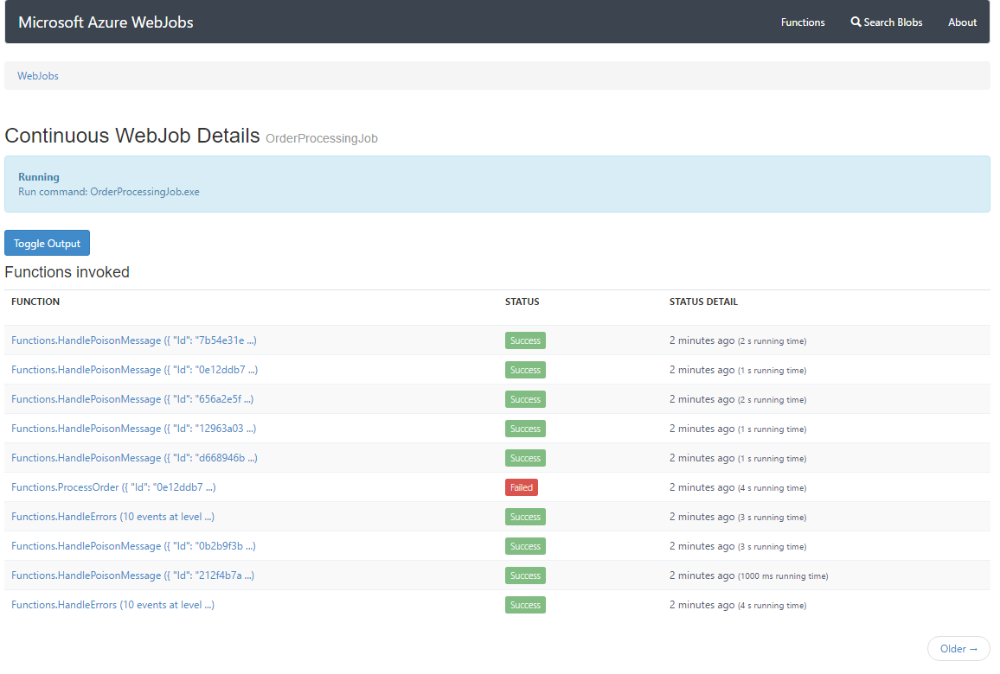 Microsoft Azure WebJobs Functions Search Blobs About
WebJobs
Continuous WebJob Details OrderProcessingJob
Running
Run command: OrderProcessingJob.exe
Toggle Output
Functions invoked
FUNCTION STATUS STATUS DETAIL
Functions.HandlePoisonMessage ({ "Id": "7b54e31e ...) Success 2 minutes ago (2 s running time)
Functions.HandlePoisonMessage ({ "Id": "0e12ddb7 ...) Success 2 minutes ago (1 s running time)
Functions.HandlePoisonMessage ({ "Id": "656a2e5f ...) Success 2 minutes ago (2 s running time)
Functions.HandlePoisonMessage ({ "Id": "12963a03 ...) Success 2 minutes ago (1 s running time)
Functions.HandlePoisonMessage ({ "Id": "d668946b ...) Success 2 minutes ago (1 s running time)
Functions.ProcessOrder ({ "Id": "0e12ddb7 ...) Failed 2 minutes ago (4 s running time)
Functions.HandleErrors (10 events at level ...) Success 2 minutes ago (3 s running time)
Functions.HandlePoisonMessage ({ "Id": "0b2b9f3b ...) Success 2 minutes ago (3 s running time)
Functions.HandlePoisonMessage ({ "Id": "212f4b7a ...) Success 2 minutes ago (1000 ms running time)
Functions.HandleErrors (10 events at level ...) Success 2 minutes ago (4 s running time)
Older →